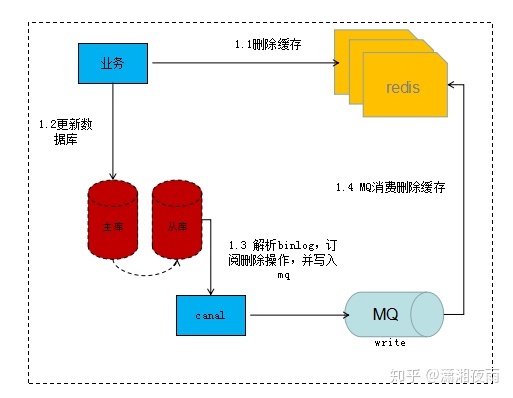 业务
1.1删除缓存
redis
1.2更新数
据库
主库
从库
1.3 解析binlog,订
阅删除操作，并写入
mq
1.4 MQ消费删除缓存
canal
MQ
write
知乎 @潇湘夜雨